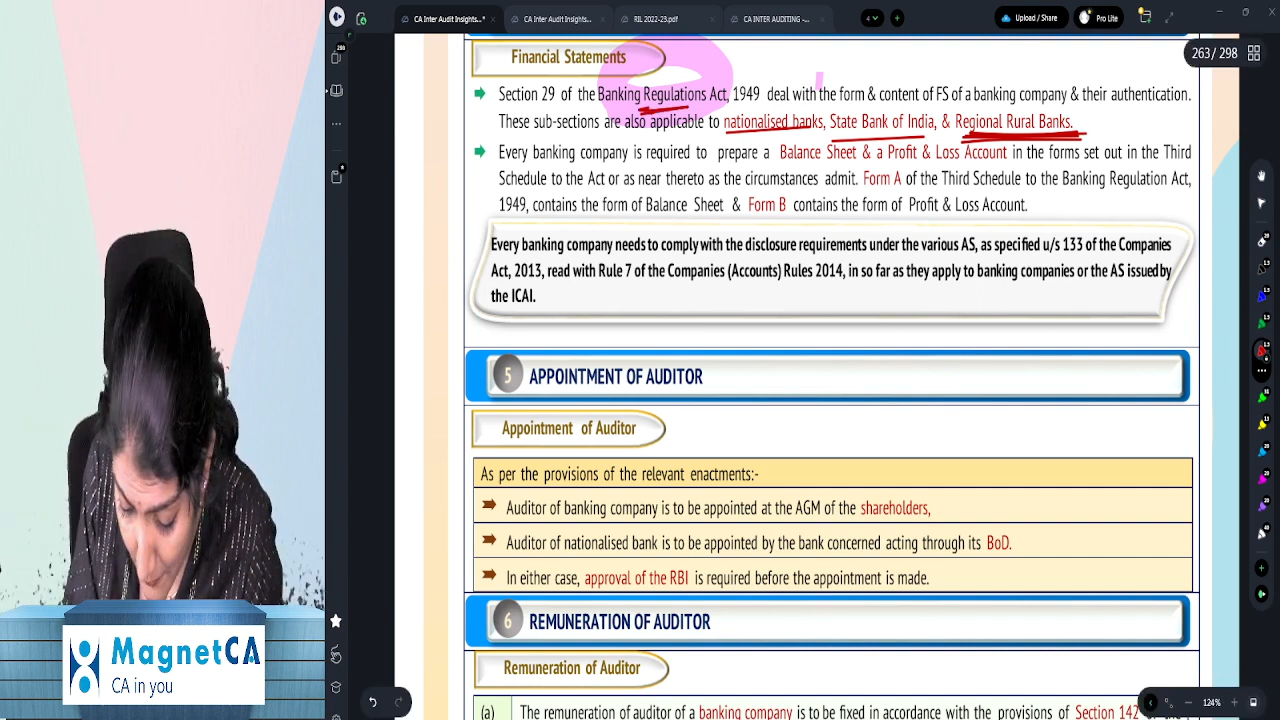 CA Inter Audit Insights...*
CA Inter Audit Insights...
RIL 2022-23.pdf
CA INTER AUDITING -...
4
Upload / Share
Pro Lite
263 / 298
298
Financial Statements
Section 29 of the Banking Regulations Act, 1949 deal with the form & content of FS of a banking company & their authentication.
These sub-sections are also applicable to nationalised banks, State Bank of India, & Regional Rural Banks.
Every banking company is required to prepare a Balance Sheet & a Profit & Loss Account in the forms set out in the Third
Schedule to the Act or as near thereto as the circumstances admit. Form A of the Third Schedule to the Banking Regulation Act,
1949, contains the form of Balance Sheet & Form B contains the form of Profit & Loss Account.
Every banking company needs to comply with the disclosure requirements under the various AS, as specified u/s 133 of the Companies
Act, 2013, read with Rule 7 of the Companies (Accounts) Rules 2014, in so far as they apply to banking companies or the AS issued by
the ICAI.
5 APPOINTMENT OF AUDITOR
Appointment of Auditor
As per the provisions of the relevant enactments:-
Auditor of banking company is to be appointed at the AGM of the shareholders,
Auditor of nationalised bank is to be appointed by the bank concerned acting through its BoD.
In either case, approval of the RBI is required before the appointment is made.
6 REMUNERATION OF AUDITOR
Remuneration of Auditor
(a) The remuneration of auditor of a banking company is to be fixed in accordance with the provisions of Section 142
MagnetCA
CA in you
124%